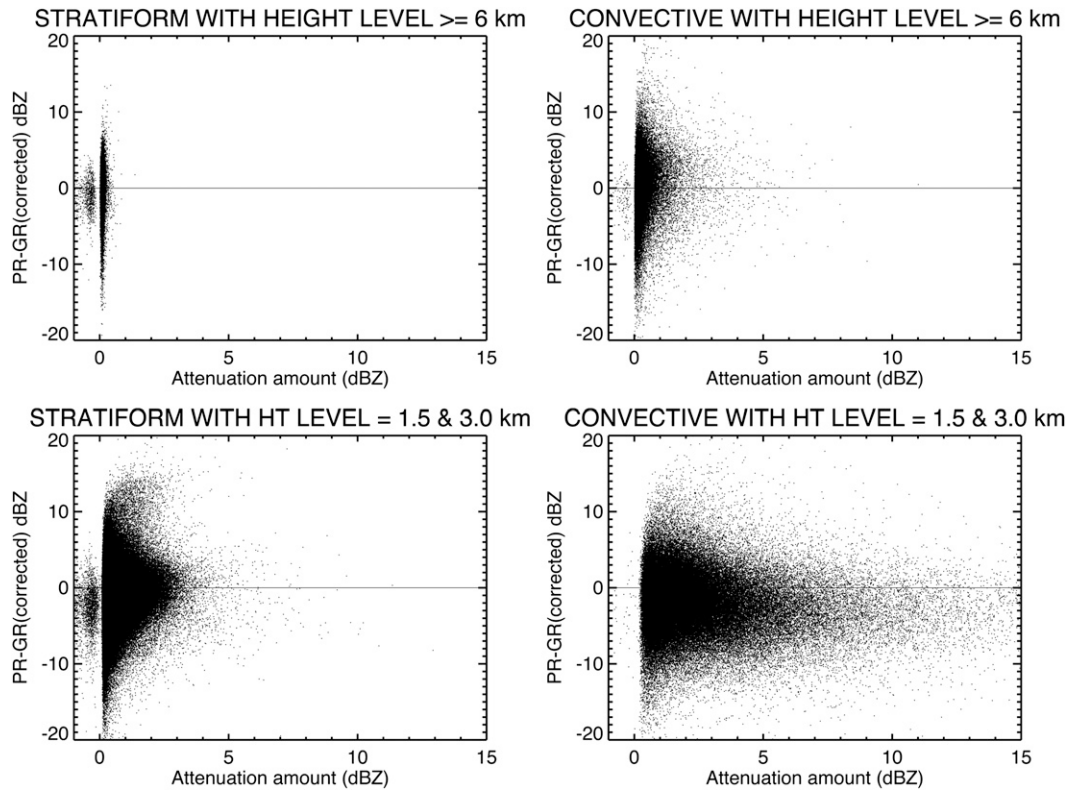 STRATIFORM WITH HEIGHT LEVEL >= 6 km
20
10
0
-10
-20
PR-GR(corrected) dBZ
0 5 10 15
Attenuation amount (dBZ)
CONVECTIVE WITH HEIGHT LEVEL >= 6 km
20
10
0
-10
-20
PR-GR(corrected) dBZ
0 5 10 15
Attenuation amount (dBZ)
STRATIFORM WITH HT LEVEL = 1.5 & 3.0 km
20
10
0
-10
-20
PR-GR(corrected) dBZ
0 5 10 15
Attenuation amount (dBZ)
CONVECTIVE WITH HT LEVEL = 1.5 & 3.0 km
20
10
0
-10
-20
PR-GR(corrected) dBZ
0 5 10 15
Attenuation amount (dBZ)